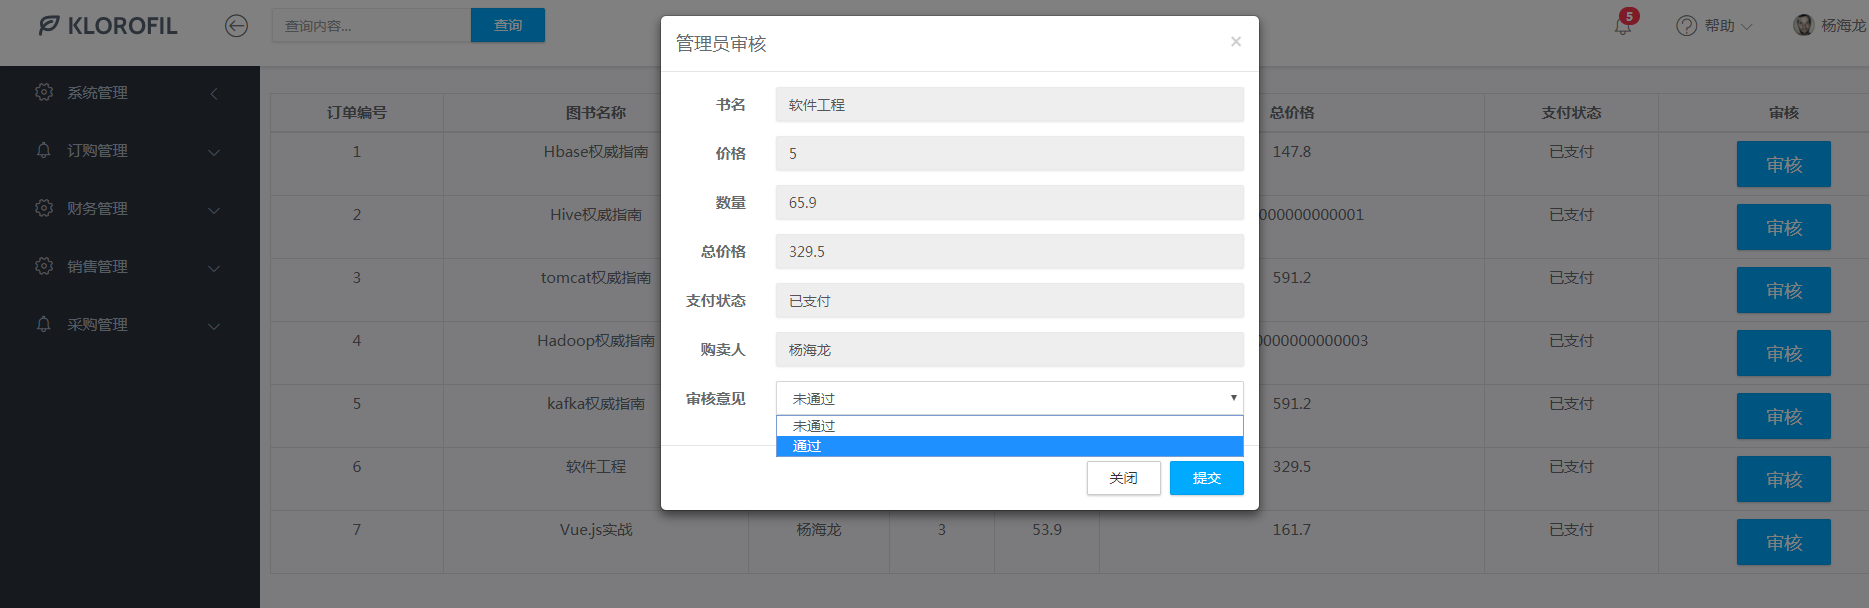 KLOROFIL
查询内容...
查询
5
帮助
杨海龙
系统管理
订购管理
财务管理
销售管理
采购管理
管理员审核
×
书名 软件工程
价格 5
数量 65.9
总价格 329.5
支付状态 已支付
购卖人 杨海龙
审核意见 未通过
未通过
通过
关闭 提交
订单编号 图书名称 总价格 支付状态 审核
1 Hbase权威指南 147.8 已支付 审核
2 Hive权威指南 000000000001 已支付 审核
3 tomcat权威指南 591.2 已支付 审核
4 Hadoop权威指南 0000000000003 已支付 审核
5 kafka权威指南 591.2 已支付 审核
6 软件工程 329.5 已支付 审核
7 Vue.js实战 杨海龙 3 53.9 161.7 已支付 审核